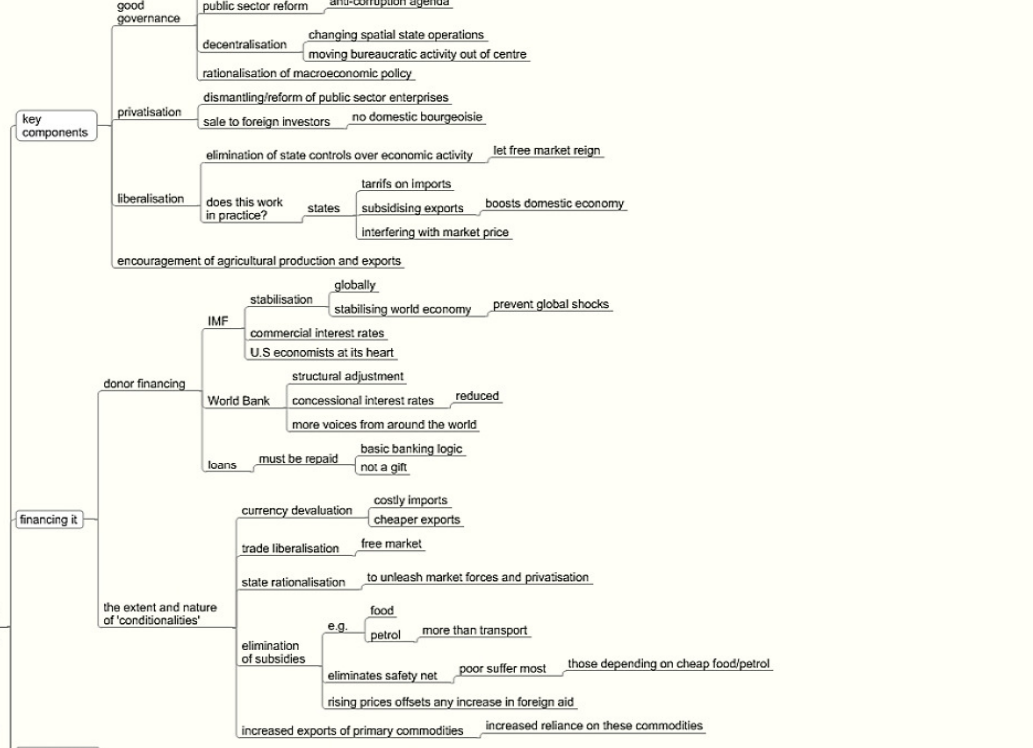 good
governance
public sector reform
anti-corruption agenda
decentralisation
changing spatial state operations
moving bureaucratic activity out of centre
rationalisation of macroeconomic policy
key
components
privatisation
dismantling/reform of public sector enterprises
sale to foreign investors
no domestic bourgeoisie
liberalisation
elimination of state controls over economic activity
let free market reign
does this work
in practice?
states
tarrifs on imports
subsidising exports
boosts domestic economy
interfering with market price
encouragement of agricultural production and exports
financing it
donor financing
IMF
stabilisation
globally
stabilising world economy
prevent global shocks
commercial interest rates
U.S economists at its heart
World Bank
structural adjustment
concessional interest rates
reduced
more voices from around the world
loans
must be repaid
basic banking logic
not a gift
the extent and nature
of 'conditionalities'
currency devaluation
costly imports
cheaper exports
trade liberalisation
free market
state rationalisation
to unleash market forces and privatisation
elimination
of subsidies
e.g.
food
petrol
more than transport
eliminates safety net
poor suffer most
those depending on cheap food/petrol
rising prices offsets any increase in foreign aid
increased exports of primary commodities
increased reliance on these commodities